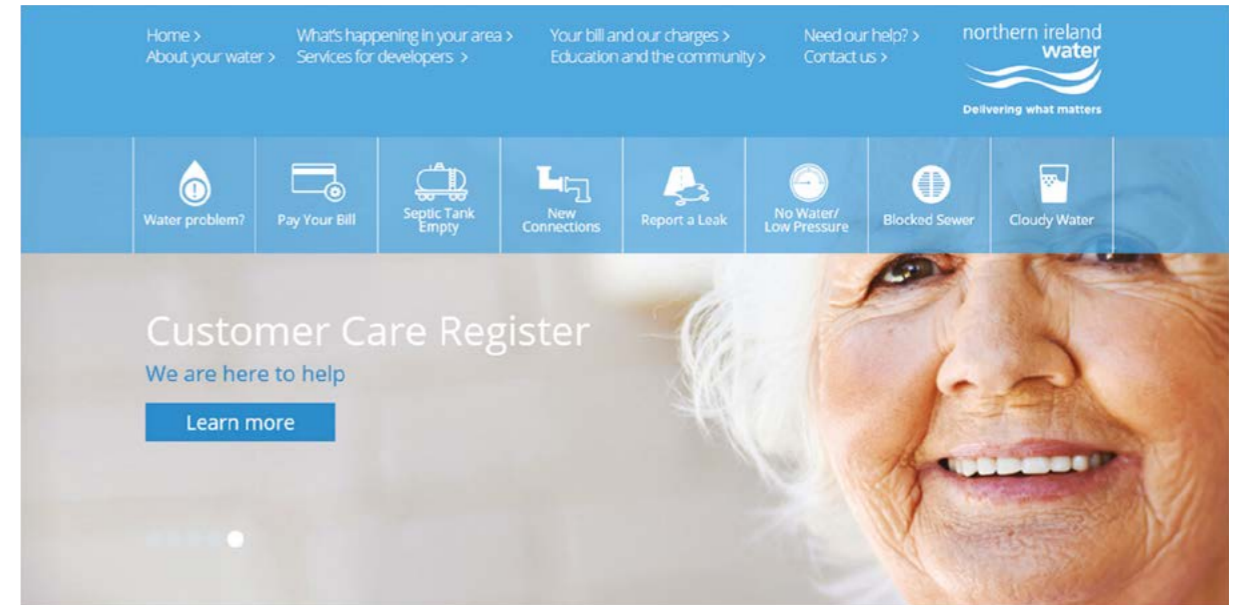 Home >
What's happening in your area >
Your bill and our charges >
Need our help? >
About your water >
Services for developers >
Education and the community >
Contact us >
northern ireland
water
Delivering what matters
Water problem?
Pay Your Bill
Septic Tank
Empty
New
Connections
Report a Leak
No Water/
Low Pressure
Blocked Sewer
Cloudy Water
Customer Care Register
We are here to help
Learn more